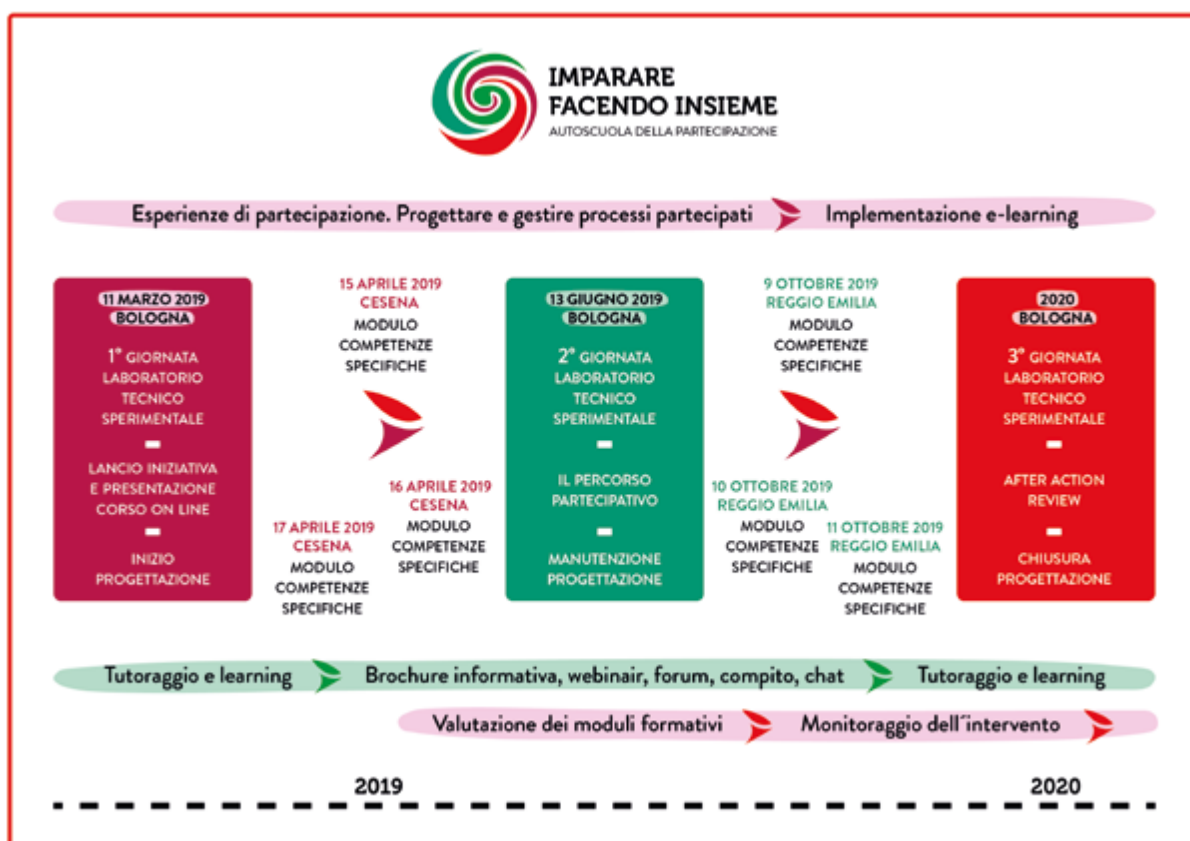 IMPARARE
FACENDO INSIEME
AUTOSCUOLA DELLA PARTECIPAZIONE
Esperienze di partecipazione. Progettare e gestire processi partecipati
Implementazione e-learning
11 MARZO 2019
BOLOGNA
1° GIORNATA
LABORATORIO
TECNICO
SPERIMENTALE
LANCIO INIZIATIVA
E PRESENTAZIONE
CORSO ON LINE
INIZIO
PROGETTAZIONE
15 APRILE 2019
CESENA
MODULO
COMPETENZE
SPECIFICHE
16 APRILE 2019
CESENA
MODULO
COMPETENZE
SPECIFICHE
17 APRILE 2019
CESENA
MODULO
COMPETENZE
SPECIFICHE
13 GIUGNO 2019
BOLOGNA
2° GIORNATA
LABORATORIO
TECNICO
SPERIMENTALE
IL PERCORSO
PARTECIPATIVO
MANUTENZIONE
PROGETTAZIONE
9 OTTOBRE 2019
REGGIO EMILIA
MODULO
COMPETENZE
SPECIFICHE
10 OTTOBRE 2019
REGGIO EMILIA
MODULO
COMPETENZE
SPECIFICHE
11 OTTOBRE 2019
REGGIO EMILIA
MODULO
COMPETENZE
SPECIFICHE
2020
BOLOGNA
3° GIORNATA
LABORATORIO
TECNICO
SPERIMENTALE
AFTER ACTION
REVIEW
CHIUSURA
PROGETTAZIONE
Tutoraggio e learning
Brochure informativa, webinair, forum, compito, chat
Tutoraggio e learning
Valutazione dei moduli formativi
Monitoraggio dell´intervento
2019
2020